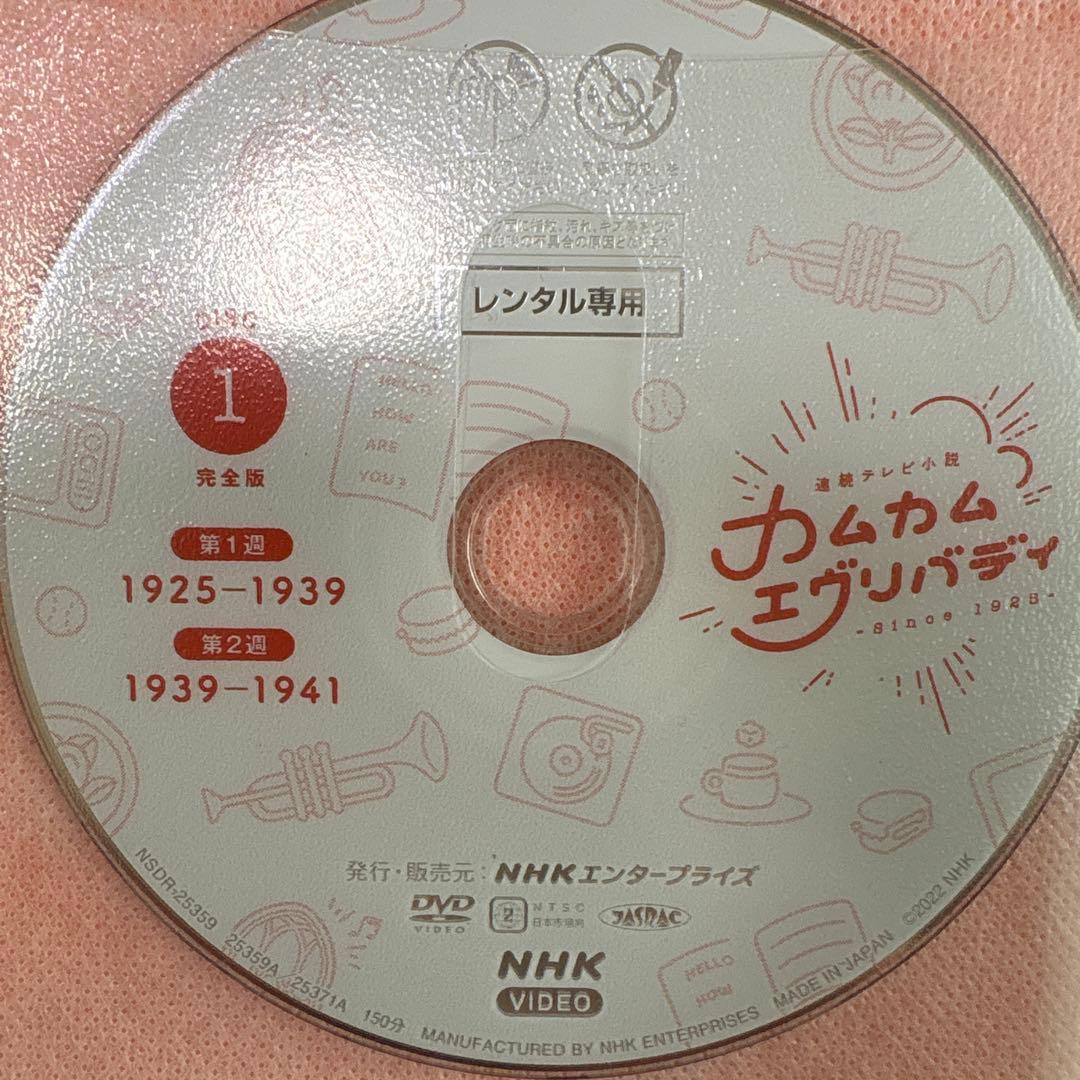 レンタル専用
DISC
1
完全版
第1週
1925−1939
第2週
1939−1941
HELLO
HOW
ARE
YOU?
連続テレビ小説
カムカム
エヴリバディ
-Since 1925-
発行・販売元:NHKエンタープライズ
DVD
VIDEO
2
NTSC
日本市場向
JASRAC
NHK
VIDEO
NSDR-25359 25359A／25371A 150分 MANUFACTURED BY NHK ENTERPRISES MADE IN JAPAN ©2022 NHK